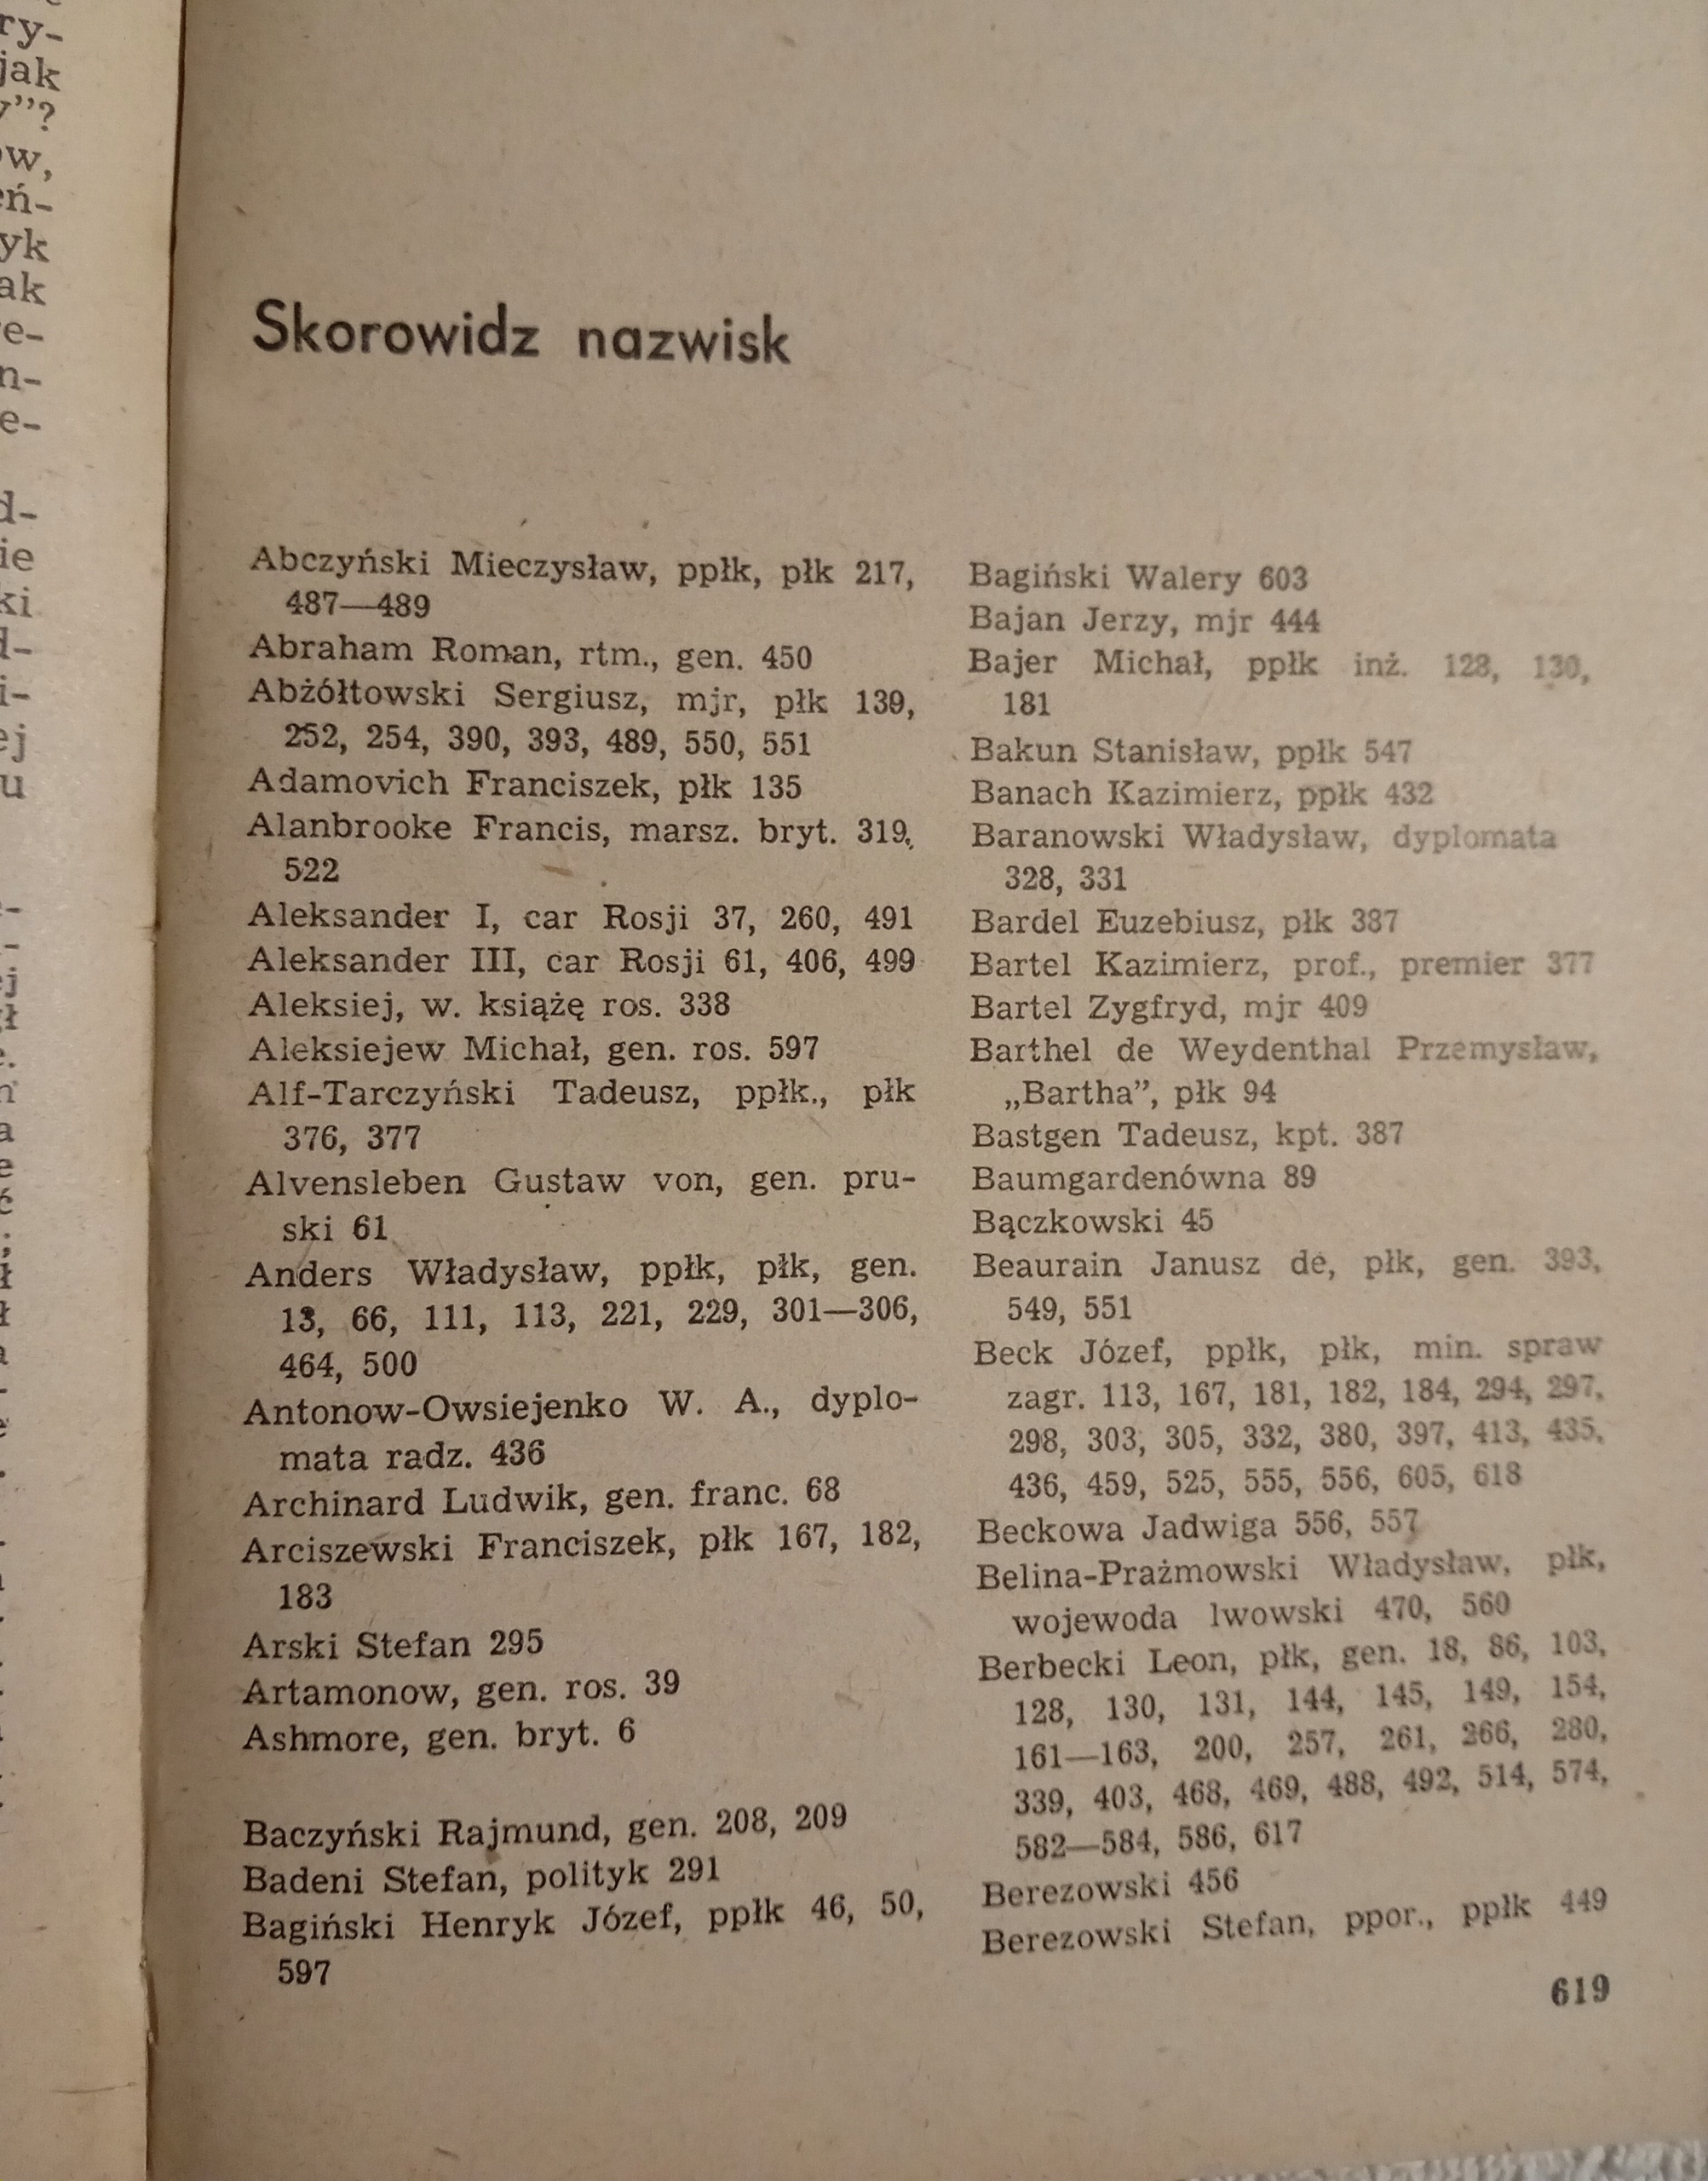 ry-
jak
y”?
ow,
eń-
yk
ak
re-
n-
e-
d-
ie
ki
d-
i-
ej
u
Skorowidz nazwisk
Abczyński Mieczysław, ppłk, płk 217,
487—489
Abraham Roman, rtm., gen. 450
Abżółtowski Sergiusz, mjr, płk 139,
252, 254, 390, 393, 489, 550, 551
Adamovich Franciszek, płk 135
Alanbrooke Francis, marsz. bryt. 319,
522
Aleksander I, car Rosji 37, 260, 491
Aleksander III, car Rosji 61, 406, 499
Aleksiej, w. książę ros. 338
Aleksiejew Michał, gen. ros. 597
Alf-Tarczyński Tadeusz, ppłk., płk
376, 377
Alvensleben Gustaw von, gen. pru-
ski 61
Anders Władysław, ppłk, płk, gen.
13, 66, 111, 113, 221, 229, 301—306,
464, 500
Antonow-Owsiejenko W. A., dyplo-
mata radz. 436
Archinard Ludwik, gen. franc. 68
Arciszewski Franciszek, płk 167, 182,
183
Arski Stefan 295
Artamonow, gen. ros. 39
Ashmore, gen. bryt. 6
Baczyński Rajmund, gen. 208, 209
Badeni Stefan, polityk 291
Bagiński Henryk Józef, ppłk 46, 50,
597
Bagiński Walery 603
Bajan Jerzy, mjr 444
Bajer Michał, ppłk inż. 128, 130,
181
Bakun Stanisław, ppłk 547
Banach Kazimierz, ppłk 432
Baranowski Władysław, dyplomata
328, 331
Bardel Euzebiusz, płk 387
Bartel Kazimierz, prof., premier 377
Bartel Zygfryd, mjr 409
Barthel de Weydenthal Przemysław,
„Bartha”, płk 94
Bastgen Tadeusz, kpt. 387
Baumgardenówna 89
Bączkowski 45
Beaurain Janusz de, płk, gen. 393,
549, 551
Beck Józef, ppłk, płk, min. spraw
zagr. 113, 167, 181, 182, 184, 294, 297,
298, 303, 305, 332, 380, 397, 413, 435,
436, 459, 525, 555, 556, 605, 618
Beckowa Jadwiga 556, 557
Belina-Prażmowski Władysław, płk,
wojewoda lwowski 470, 560
Berbecki Leon, płk, gen. 18, 86, 103,
128, 130, 131, 144, 145, 149, 154,
161—163, 200, 257, 261, 266, 280,
339, 403, 468, 469, 488, 492, 514, 574,
582—584, 586, 617
Berezowski 456
Berezowski Stefan, ppor., ppłk 449
619